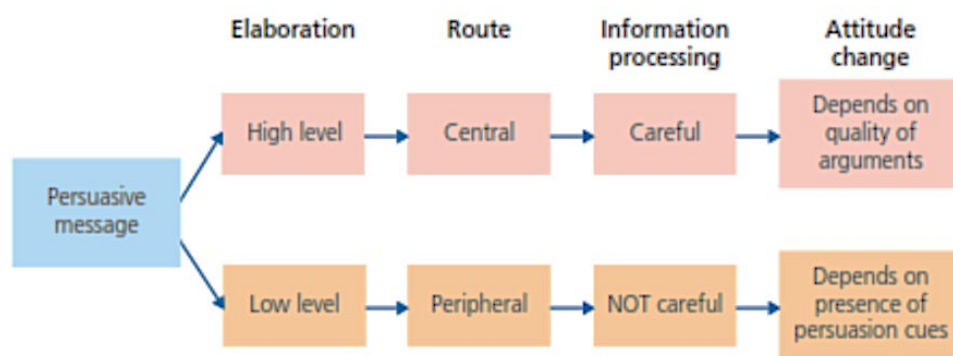 Elaboration
Route
Information
processing
Attitude
change
Persuasive
message
High level
Central
Careful
Depends on
quality of
arguments
Low level
Peripheral
NOT careful
Depends on
presence of
persuasion cues